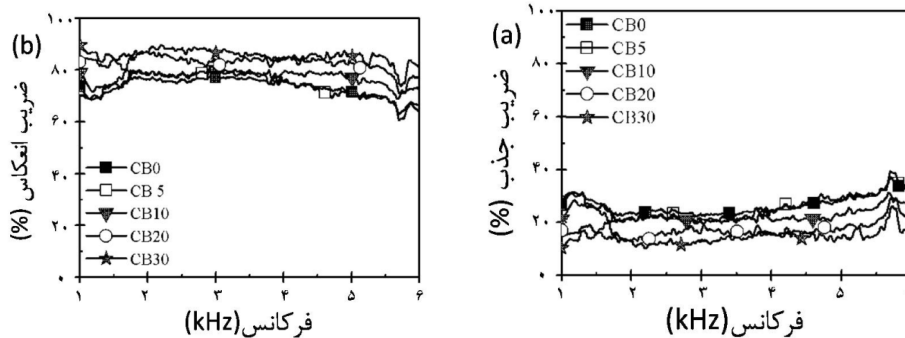 (b)
ضریب انعکاس (%)
۱۰۰
۸۰
۶۰
۴۰
۲۰
۰
CB0
CB 5
CB10
CB20
CB30
۱ ۲ ۳ ۴ ۵ ۶
فرکانس(kHz)
(a)
ضریب جذب (%)
۱۰۰
۸۰
۶۰
۴۰
۲۰
۰
CB0
CB5
CB10
CB20
CB30
۱ ۲ ۳ ۴ ۵
فرکانس(kHz)